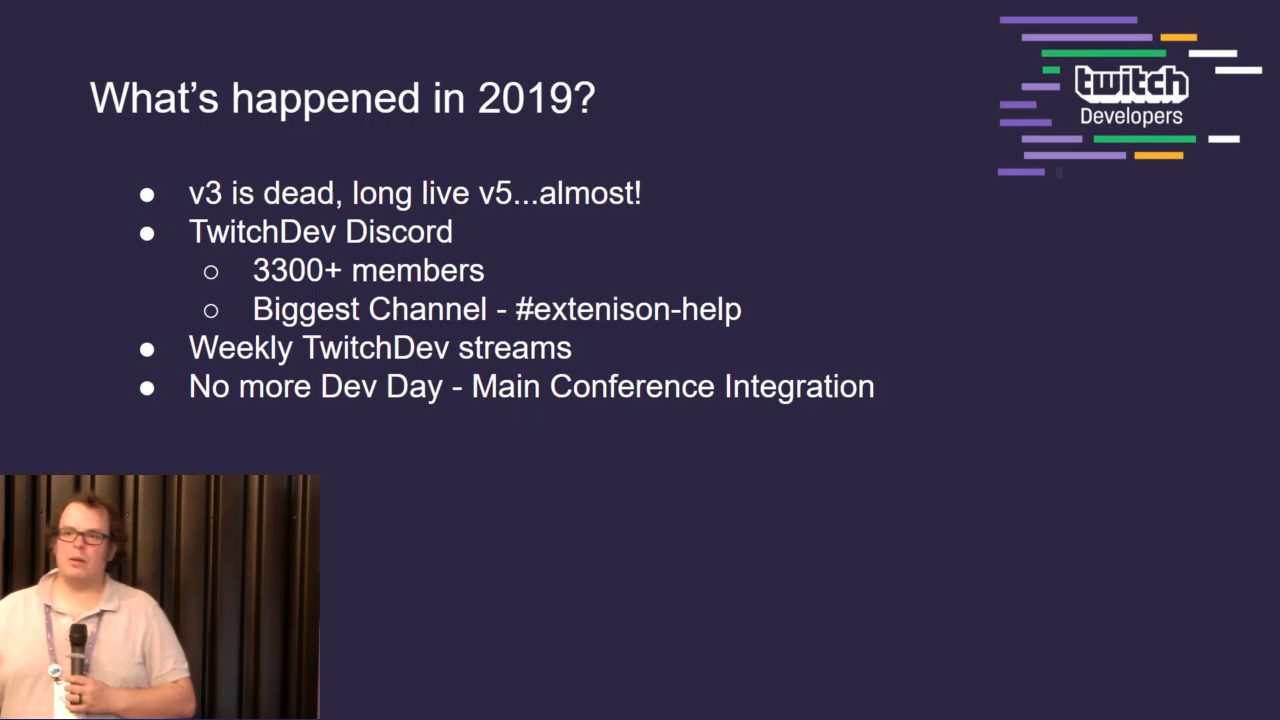 What's happened in 2019?
twitch
Developers
● v3 is dead, long live v5...almost!
● TwitchDev Discord
○ 3300+ members
○ Biggest Channel - #extenison-help
● Weekly TwitchDev streams
● No more Dev Day - Main Conference Integration